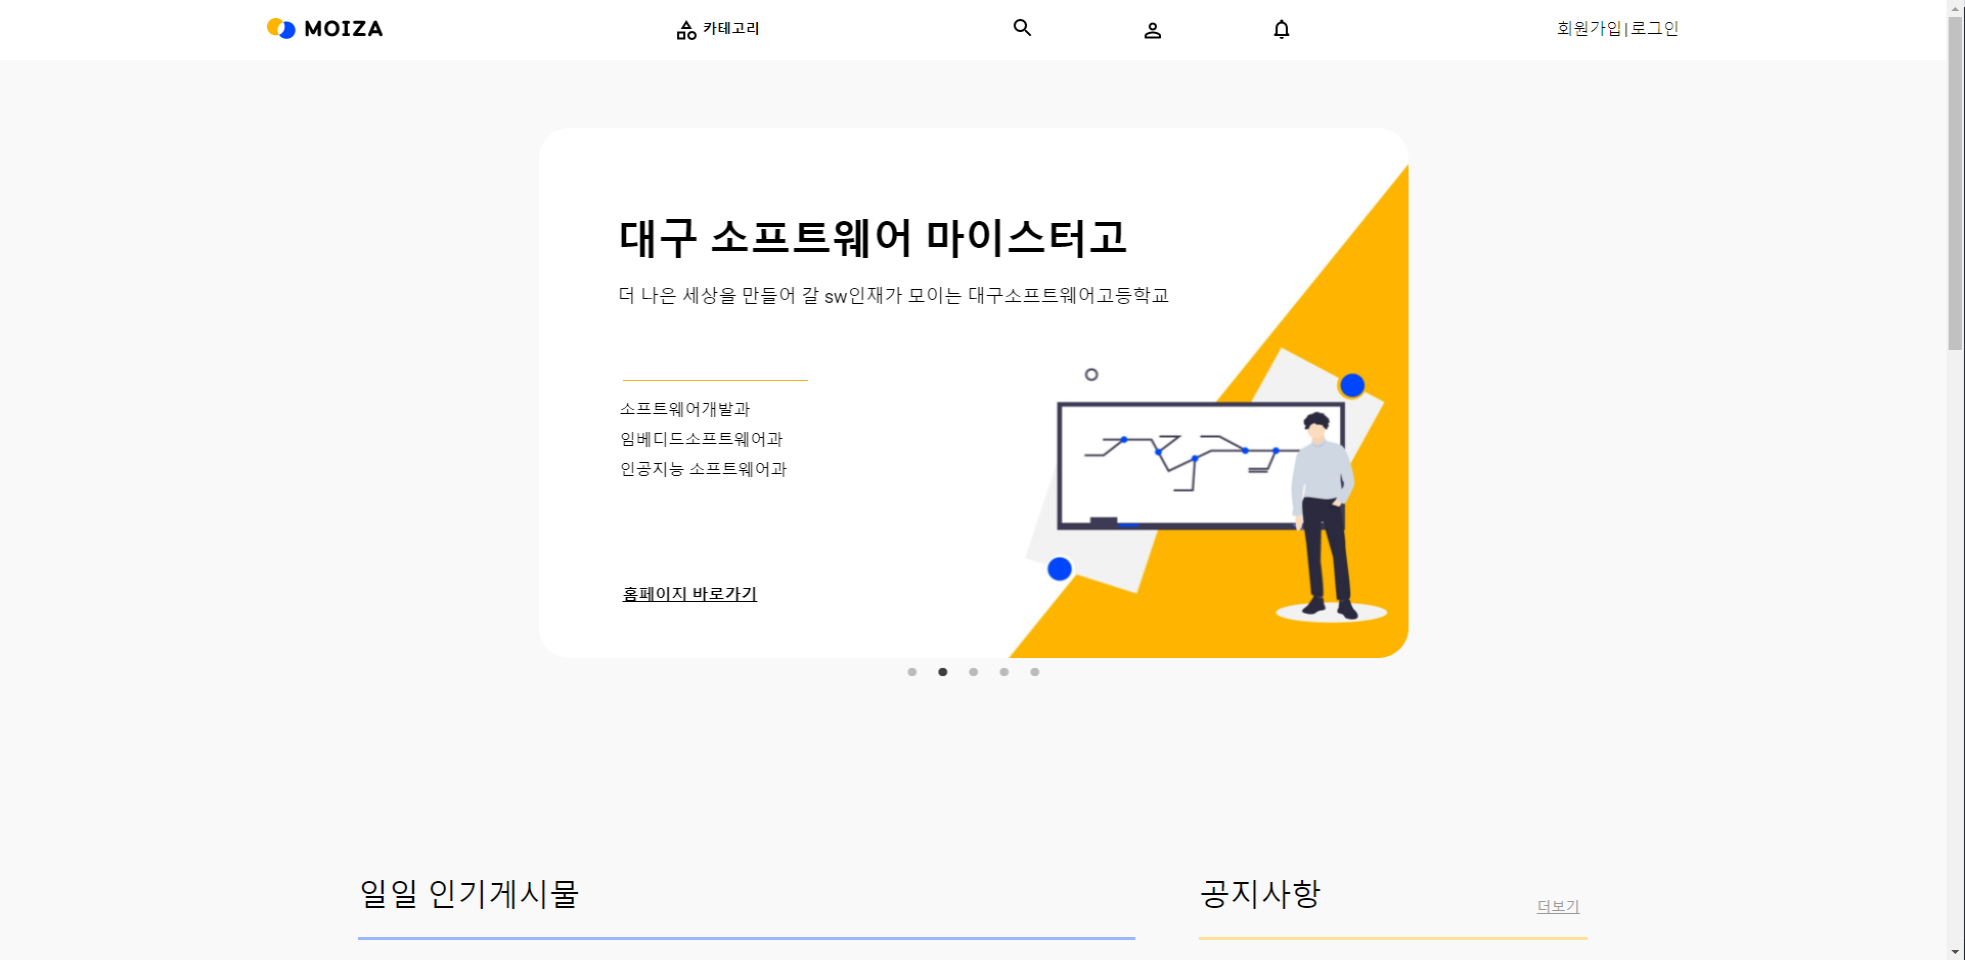 MOIZA
카테고리
회원가입|로그인
대구 소프트웨어 마이스터고
더 나은 세상을 만들어 갈 sw인재가 모이는 대구소프트웨어고등학교
소프트웨어개발과
임베디드소프트웨어과
인공지능 소프트웨어과
홈페이지 바로가기
일일 인기게시물
공지사항
더보기